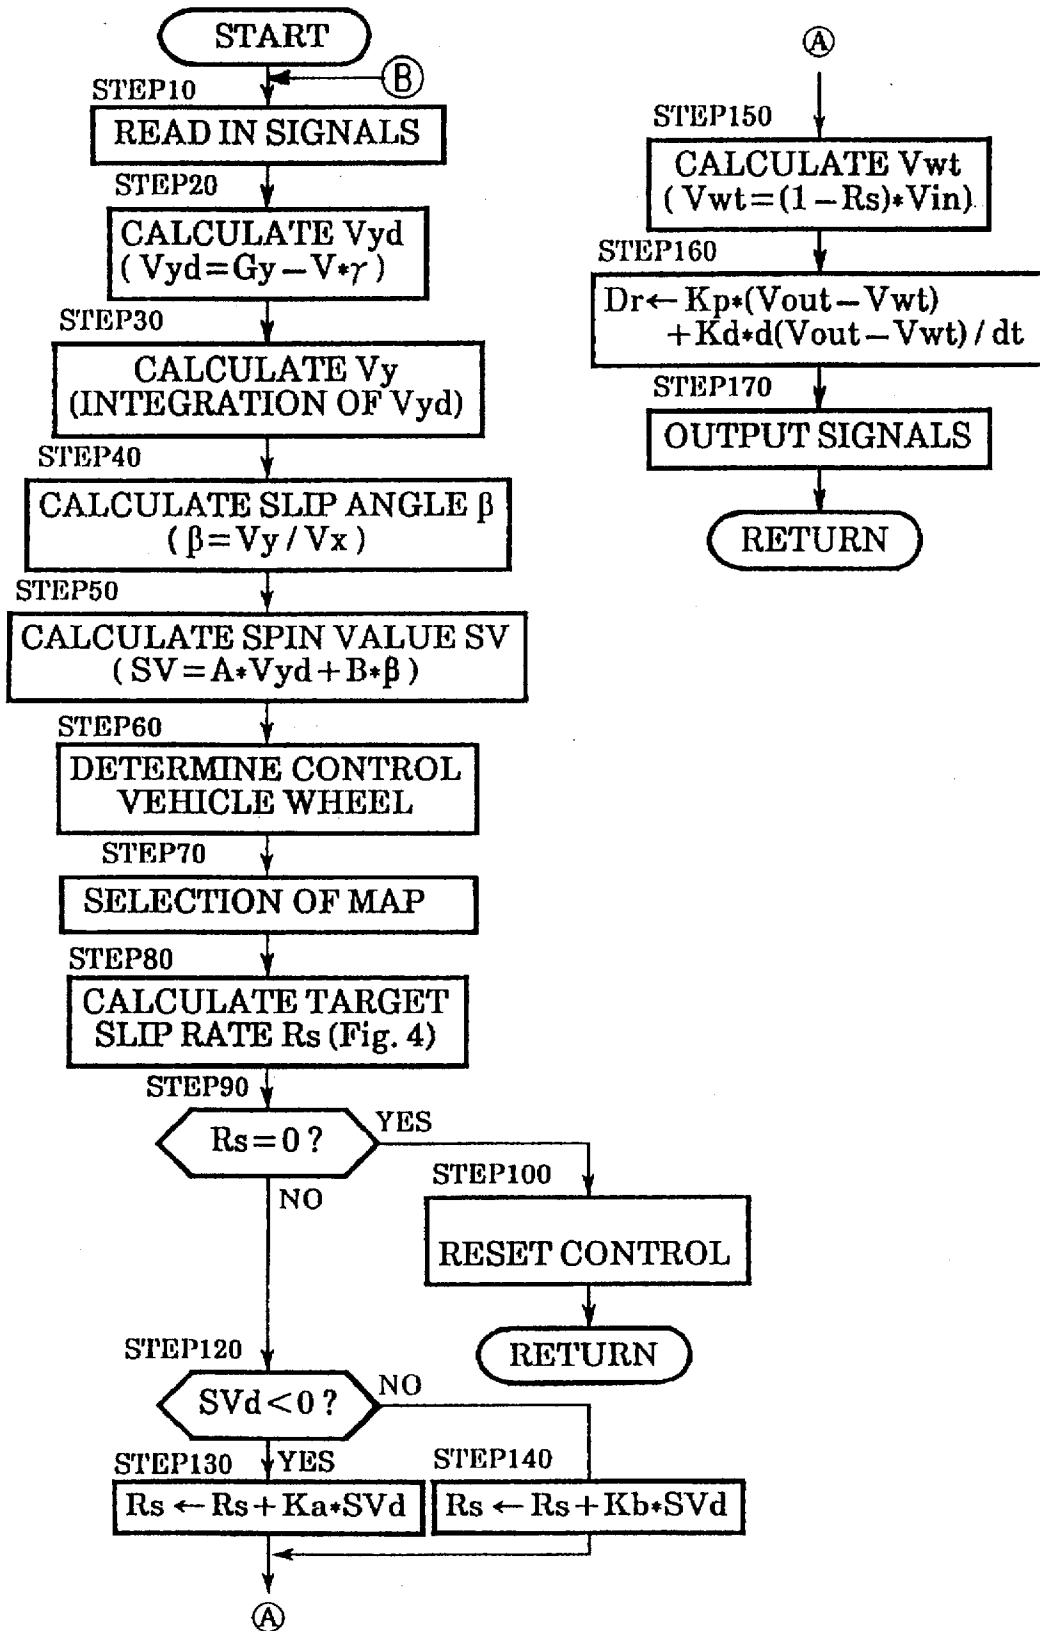 START
Ⓑ
STEP10
READ IN SIGNALS
STEP20
CALCULATE Vyd
(Vyd=Gy−V*γ)
STEP30
CALCULATE Vy
(INTEGRATION OF Vyd)
STEP40
CALCULATE SLIP ANGLE β
(β=Vy/Vx)
STEP50
CALCULATE SPIN VALUE SV
(SV=A*Vyd+B*β)
STEP60
DETERMINE CONTROL
VEHICLE WHEEL
STEP70
SELECTION OF MAP
STEP80
CALCULATE TARGET
SLIP RATE Rs (Fig. 4)
STEP90
Rs=0?
YES
NO
STEP100
RESET CONTROL
RETURN
STEP120
SVd<0?
NO
YES
STEP130
Rs←Rs+Ka*SVd
STEP140
Rs←Rs+Kb*SVd
Ⓐ
Ⓐ
STEP150
CALCULATE Vwt
(Vwt=(1−Rs)*Vin)
STEP160
Dr←Kp*(Vout−Vwt)
+Kd*d(Vout−Vwt)/dt
STEP170
OUTPUT SIGNALS
RETURN